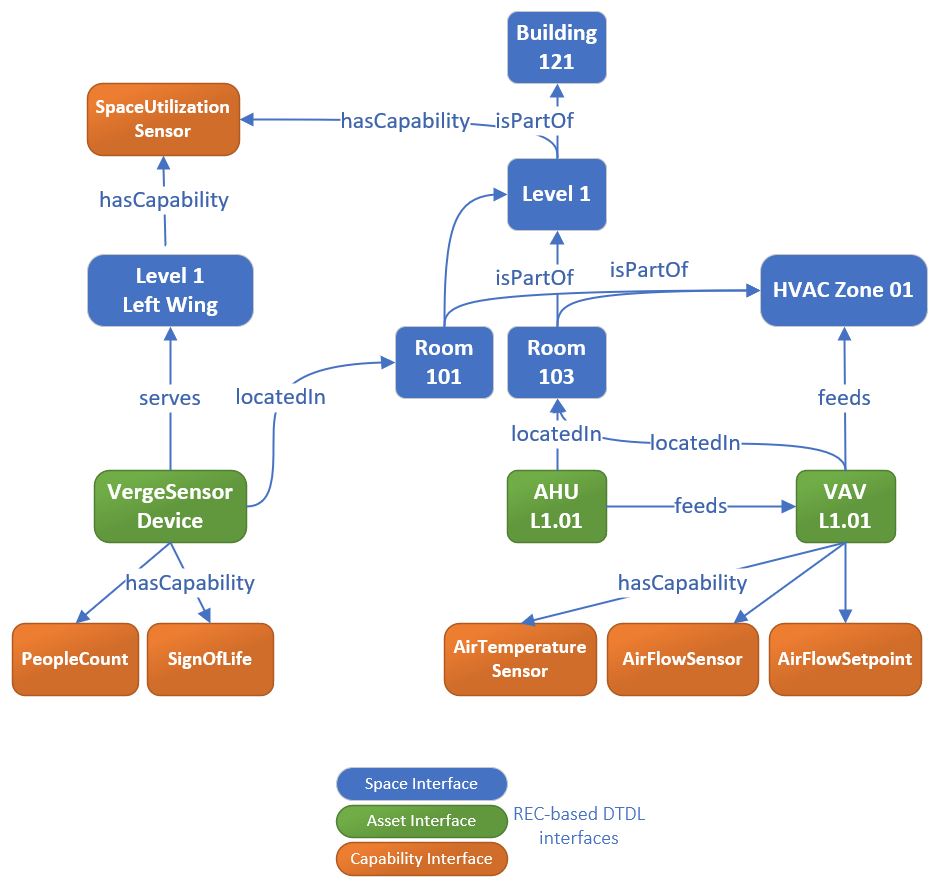 Building
121
SpaceUtilization
Sensor
hasCapability
isPartOf
Level 1
hasCapability
Level 1
Left Wing
isPartOf
isPartOf
HVAC Zone 01
Room
101
Room
103
serves
locatedIn
feeds
locatedIn
locatedIn
VergeSensor
Device
AHU
L1.01
feeds
VAV
L1.01
hasCapability
hasCapability
PeopleCount
SignOfLife
AirTemperature
Sensor
AirFlowSensor
AirFlowSetpoint
Space Interface
Asset Interface
Capability Interface
REC-based DTDL
interfaces